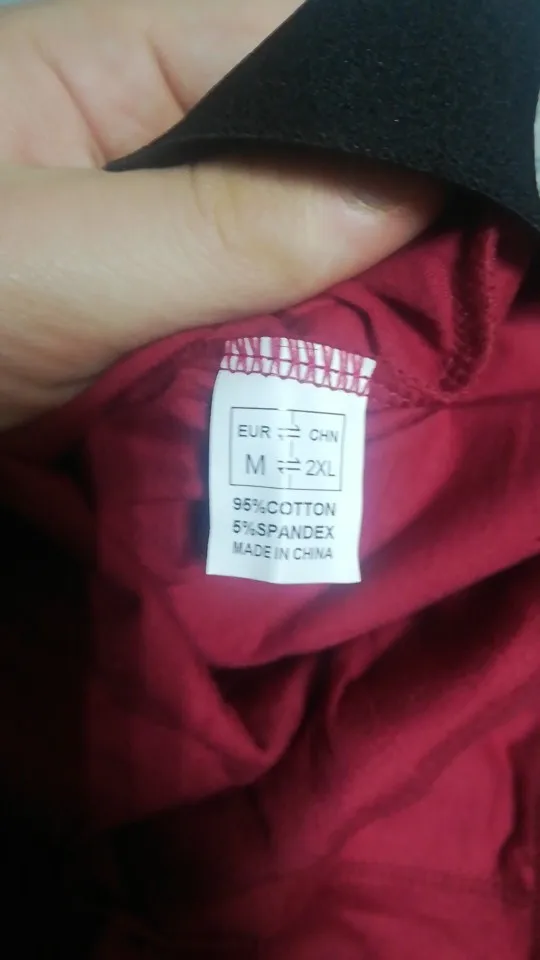 EUR ⇌ CHN
M ⇌ 2XL
95%COTTON
5%SPANDEX
MADE IN CHINA